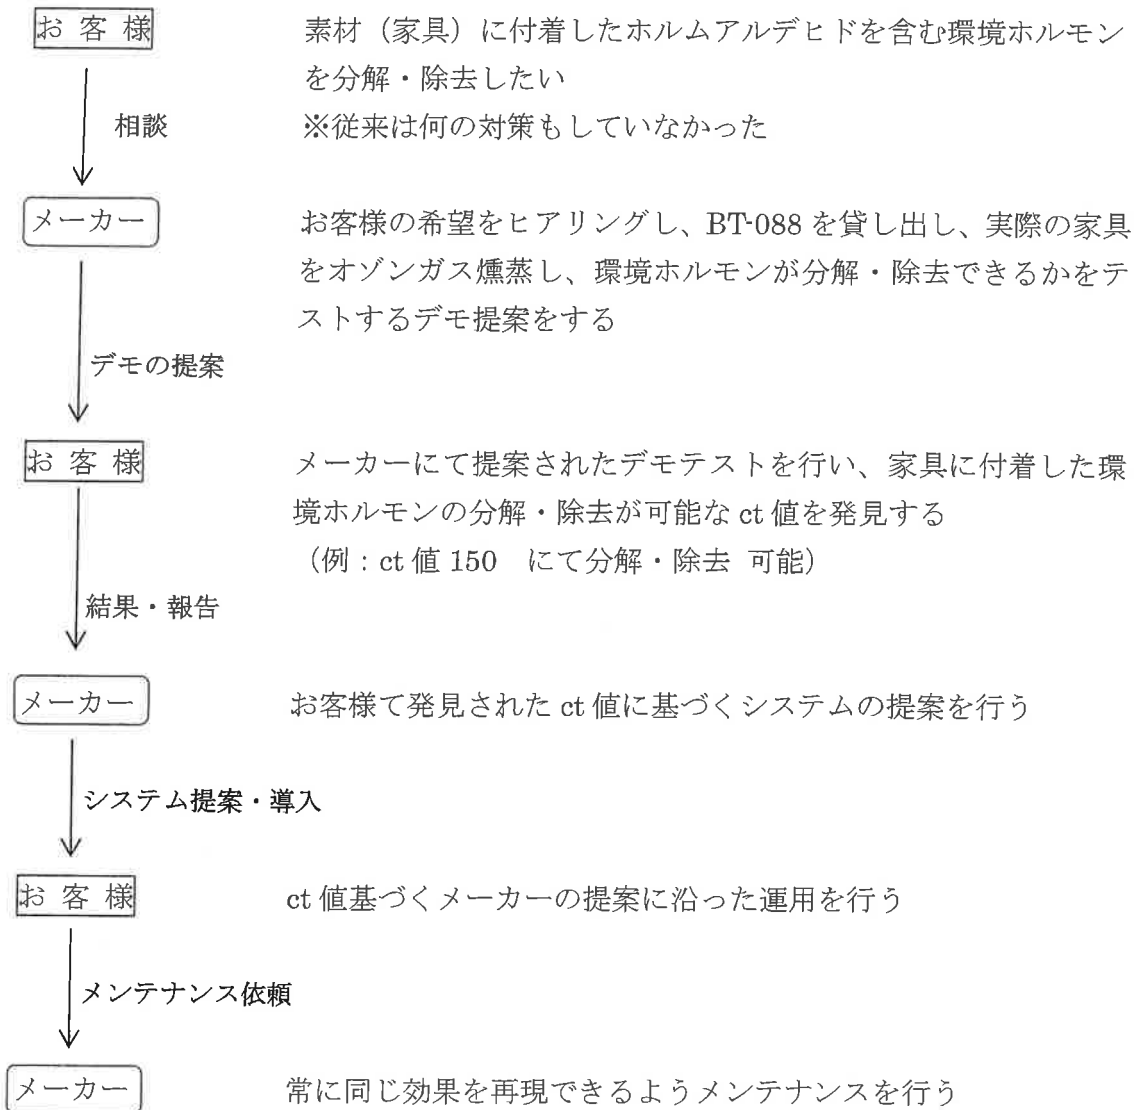 お客様
素材（家具）に付着したホルムアルデヒドを含む環境ホルモン
を分解・除去したい
相談
※従来は何の対策もしていなかった
メーカー
お客様の希望をヒアリングし、BT-088を貸し出し、実際の家具
をオゾンガス燻蒸し、環境ホルモンが分解・除去できるかをテ
ストするデモ提案をする
デモの提案
お客様
メーカーにて提案されたデモテストを行い、家具に付着した環
境ホルモンの分解・除去が可能なct値を発見する
（例：ct値150　にて分解・除去 可能）
結果・報告
メーカー
お客様て発見されたct値に基づくシステムの提案を行う
システム提案・導入
お客様
ct値基づくメーカーの提案に沿った運用を行う
メンテナンス依頼
メーカー
常に同じ効果を再現できるようメンテナンスを行う